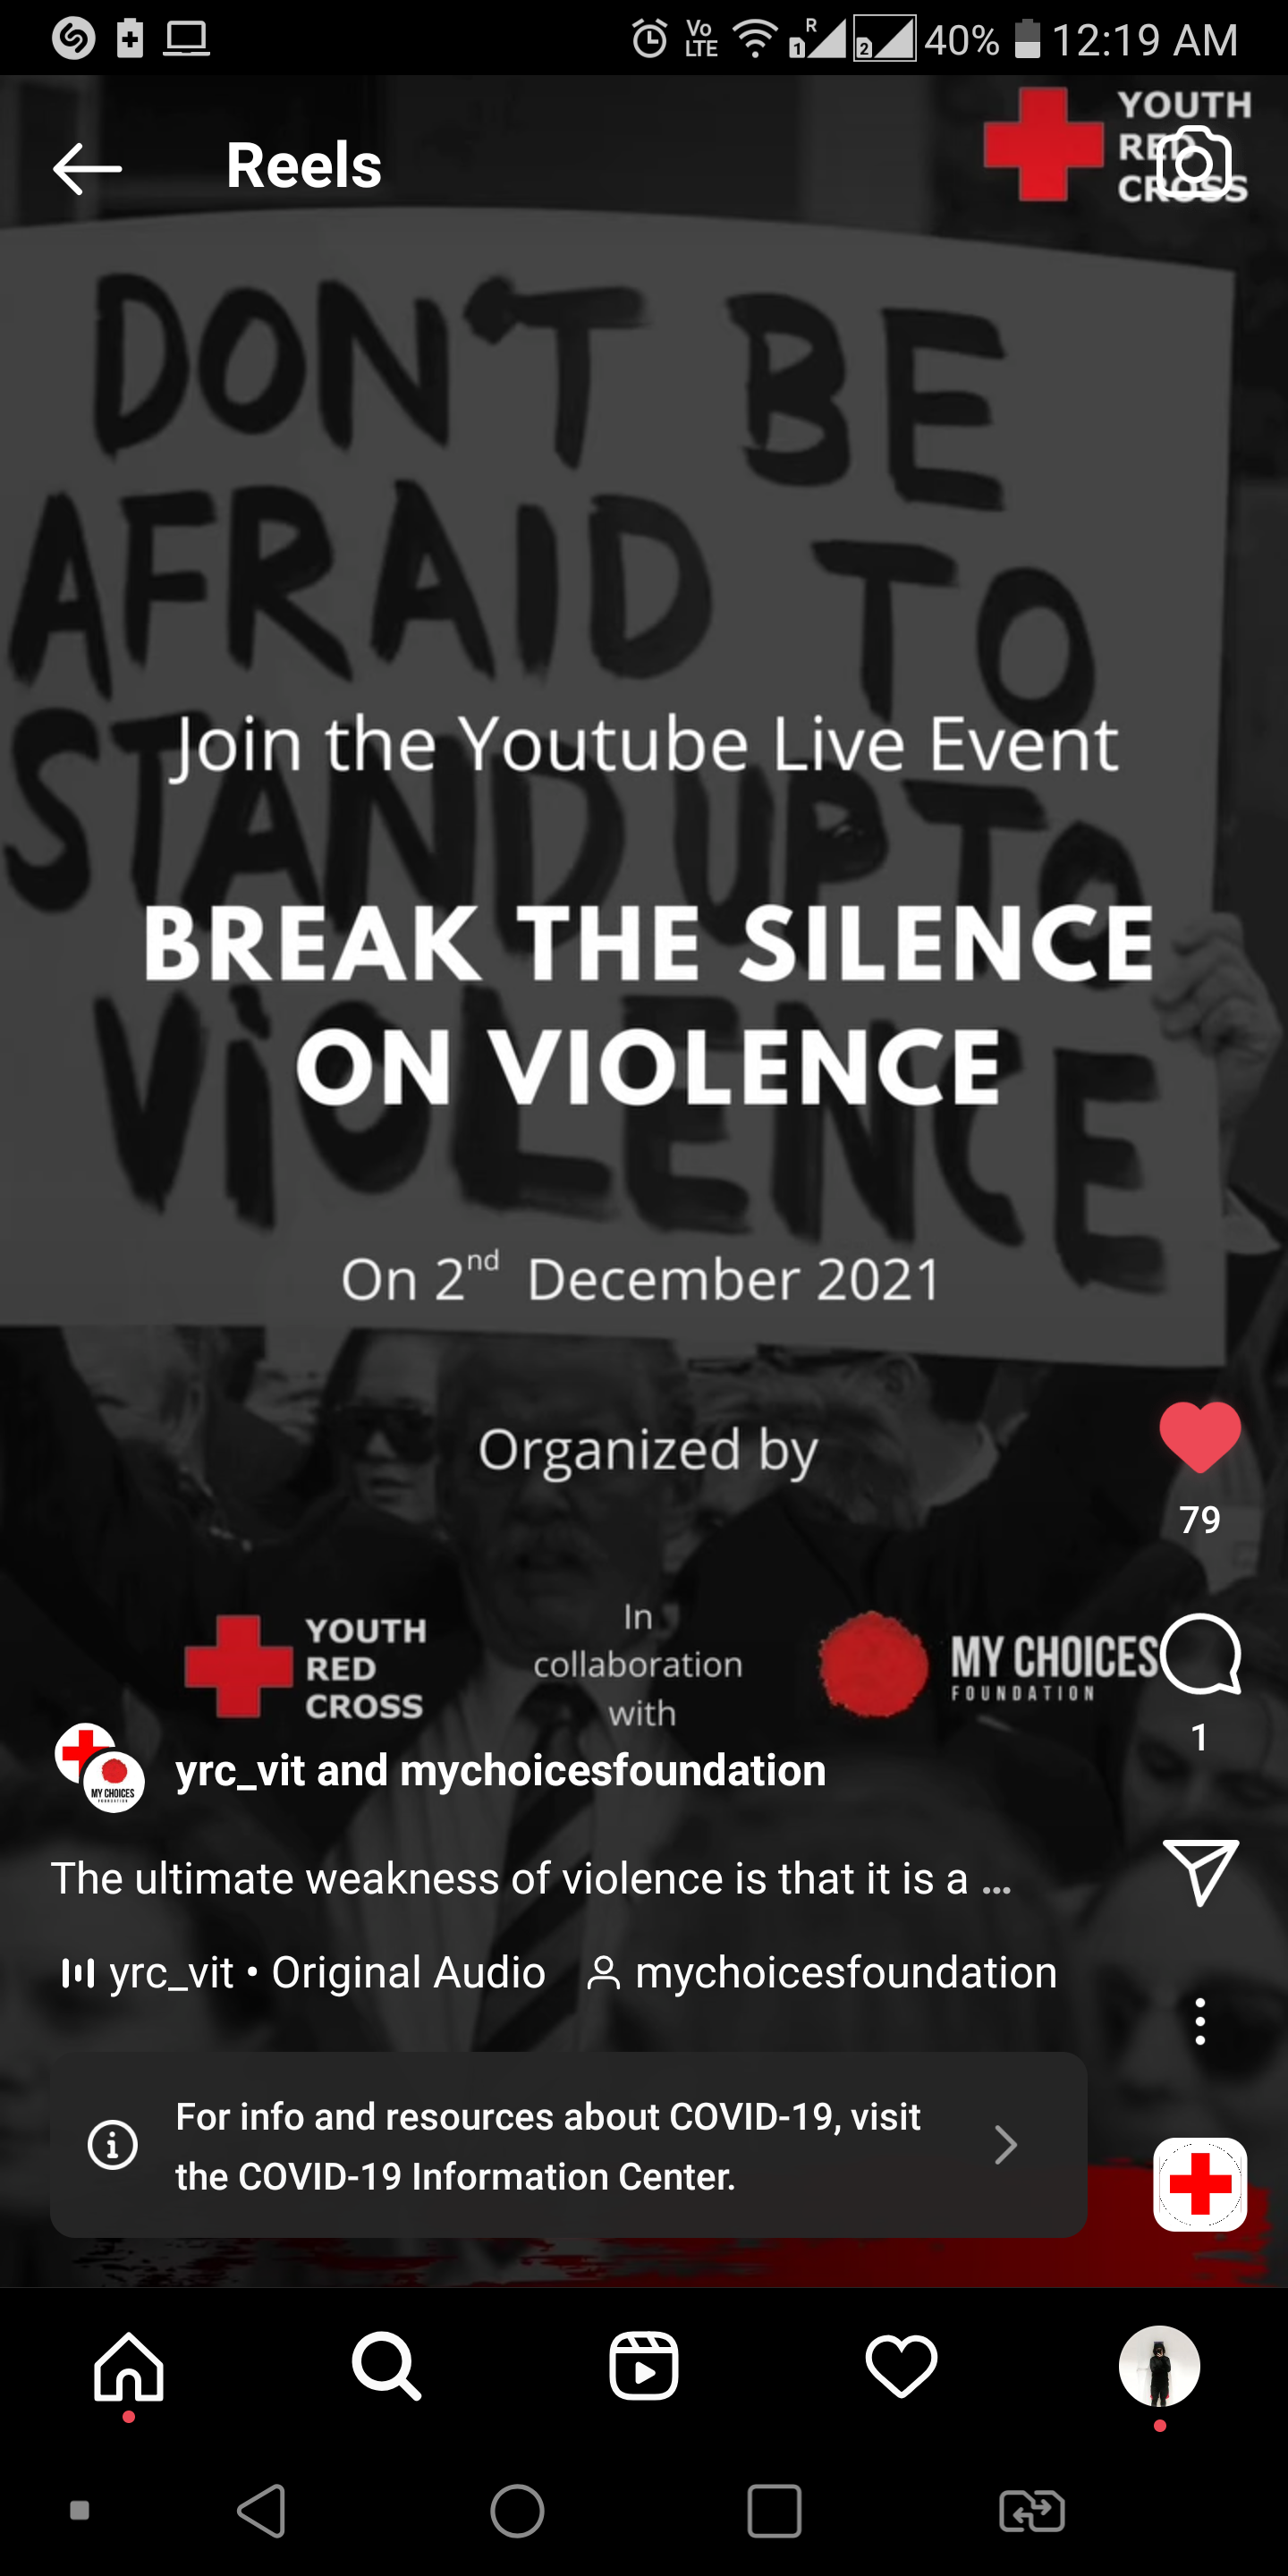 Vo
LTE
R
1
2
40%
12:19 AM
Reels
YOUTH
RED
CROSS
DON'T BE
AFRAID TO
STAND UP TO
VIOLENCE
Join the Youtube Live Event
BREAK THE SILENCE
ON VIOLENCE
On 2nd December 2021
Organized by
79
YOUTH
RED
CROSS
In
collaboration
with
MY CHOICES
FOUNDATION
1
MY CHOICES
FOUNDATION
yrc_vit and mychoicesfoundation
The ultimate weakness of violence is that it is a ...
yrc_vit • Original Audio mychoicesfoundation
For info and resources about COVID-19, visit
the COVID-19 Information Center.